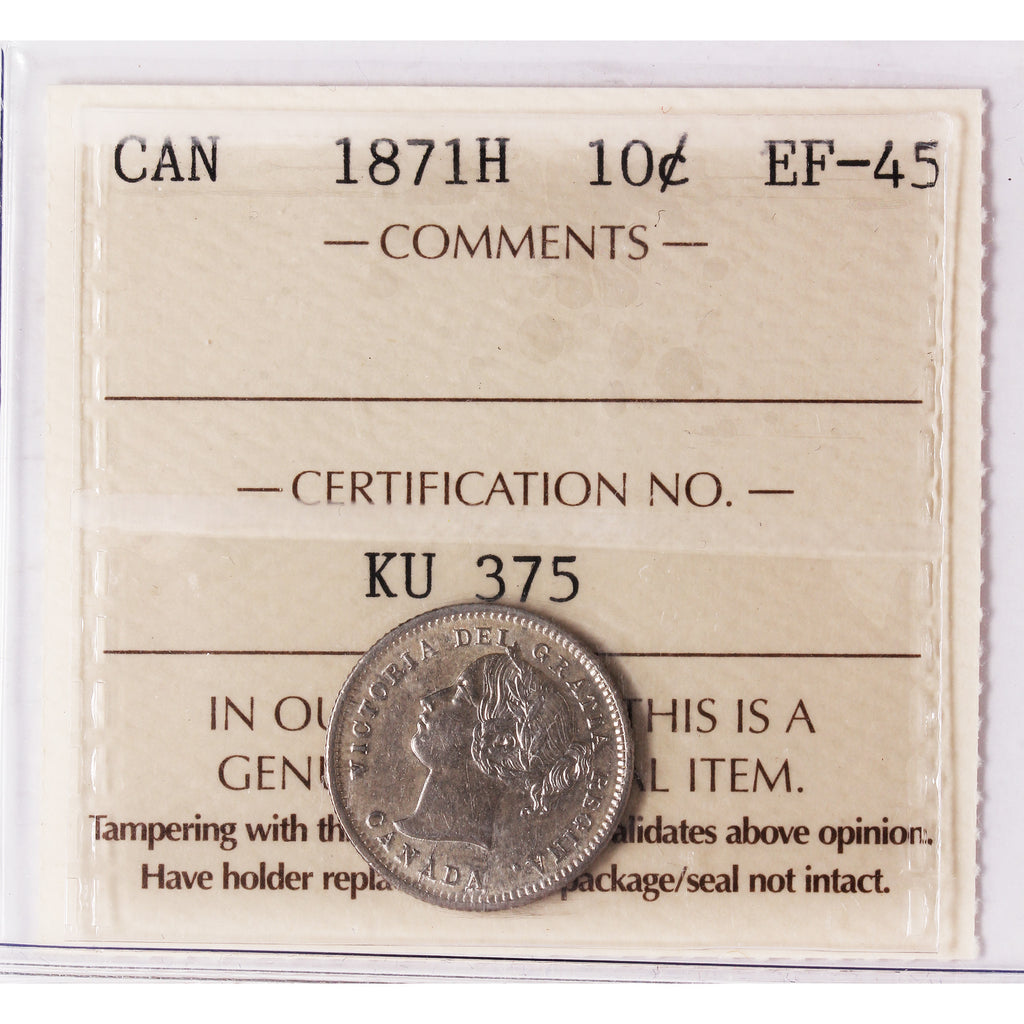 CAN 1871H 10¢ EF-45
— COMMENTS —
— CERTIFICATION NO. —
KU 375
IN OU THIS IS A
GENU AL ITEM.
Tampering with th alidates above opinion.
Have holder repla package/seal not intact.
VICTORIA DEI GRATIA REGINA.
CANADA